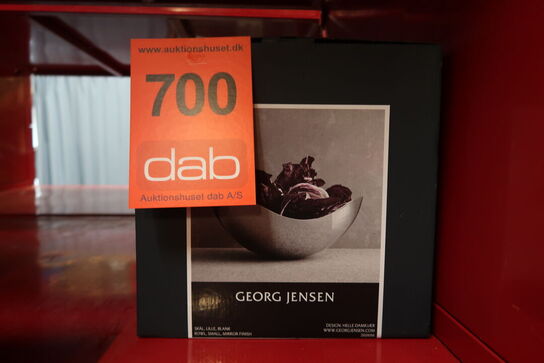 www.auktionshuset.dk
700
dab
Auktionshuset dab A/S
GEORG JENSEN
SKÅL, LILLE, BLANK
BOWL, SMALL, MIRROR FINISH
DESIGN: HELLE DAMKJÆR
WWW.GEORGJENSEN.COM